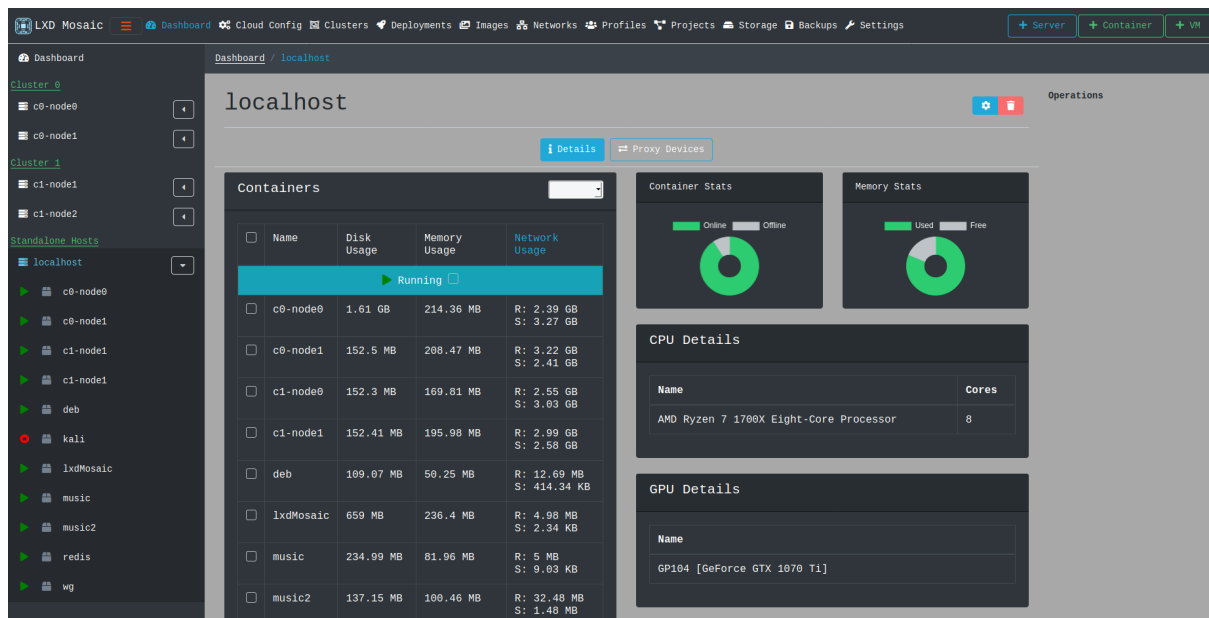 LXD Mosaic Dashboard Cloud Config Clusters Deployments Images Networks Profiles Projects Storage Backups Settings + Server + Container + VM
Dashboard
Cluster 0
c0-node0
c0-node1
Cluster 1
c1-node1
c1-node2
Standalone Hosts
localhost
c0-node0
c0-node1
c1-node1
c1-node1
deb
kali
lxdMosaic
music
music2
redis
wg
Dashboard / localhost
localhost
Details Proxy Devices
Containers
Name Disk Usage Memory Usage Network Usage
Running
c0-node0 1.61 GB 214.36 MB R: 2.39 GB
S: 3.27 GB
c0-node1 152.5 MB 208.47 MB R: 3.22 GB
S: 2.41 GB
c1-node0 152.3 MB 169.81 MB R: 2.55 GB
S: 3.03 GB
c1-node1 152.41 MB 195.98 MB R: 2.99 GB
S: 2.58 GB
deb 109.07 MB 50.25 MB R: 12.69 MB
S: 414.34 KB
lxdMosaic 659 MB 236.4 MB R: 4.98 MB
S: 2.34 KB
music 234.99 MB 81.96 MB R: 5 MB
S: 9.03 KB
music2 137.15 MB 100.46 MB R: 32.48 MB
S: 1.48 MB
Container Stats
Online Offline
Memory Stats
Used Free
CPU Details
Name Cores
AMD Ryzen 7 1700X Eight-Core Processor 8
GPU Details
Name
GP104 [GeForce GTX 1070 Ti]
Operations